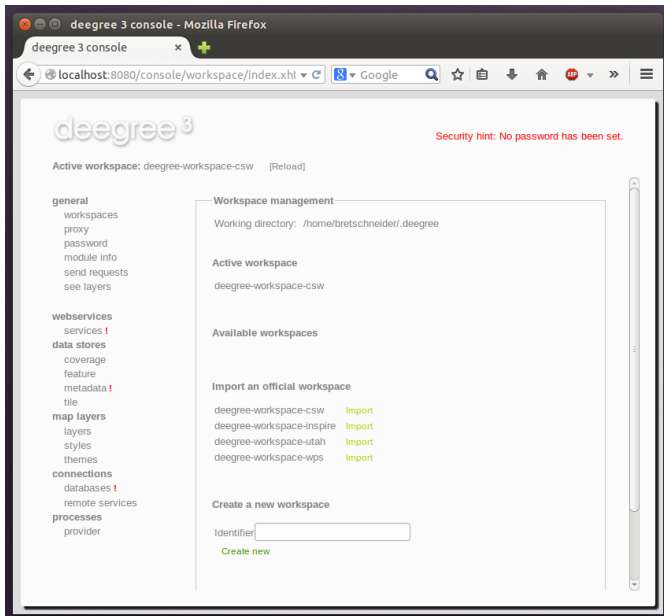 deegree 3 console - Mozilla Firefox
deegree 3 console ×
localhost:8080/console/workspace/index.xht
Google
ABP
deegree 3
Security hint: No password has been set.
Active workspace: deegree-workspace-csw [Reload]
general
workspaces
proxy
password
module info
send requests
see layers
webservices
services !
data stores
coverage
feature
metadata !
tile
map layers
layers
styles
themes
connections
databases !
remote services
processes
provider
Workspace management
Working directory: /home/bretschneider/.deegree
Active workspace
deegree-workspace-csw
Available workspaces
Import an official workspace
deegree-workspace-csw Import
deegree-workspace-inspire Import
deegree-workspace-utah Import
deegree-workspace-wps Import
Create a new workspace
Identifier
Create new